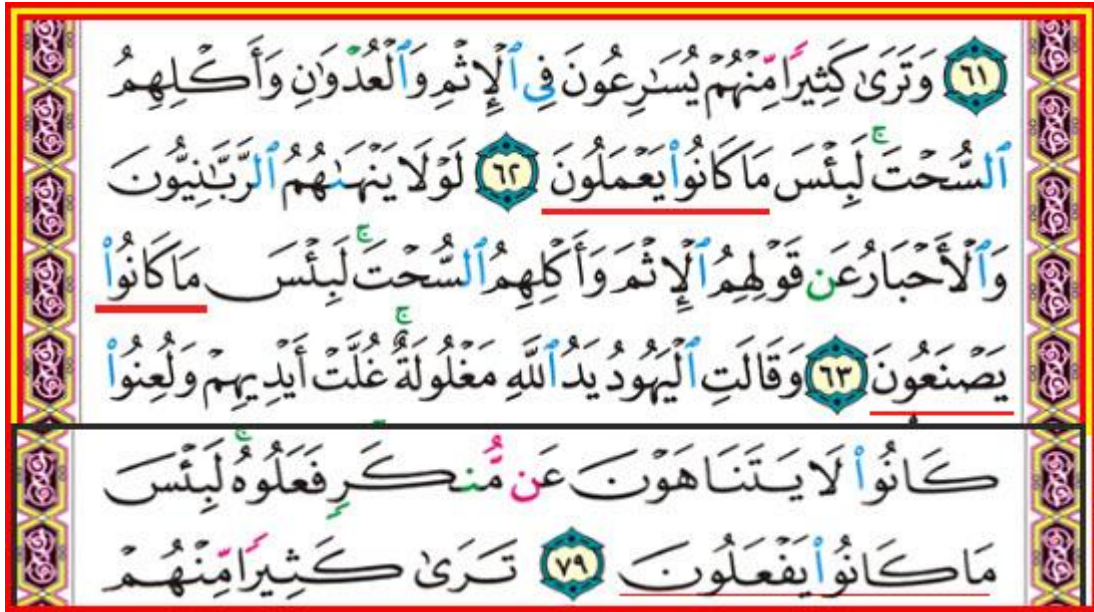 ٦١ وَتَرَىٰ كَثِيرًا مِّنْهُمْ يُسَٰرِعُونَ فِي ٱلْإِثْمِ وَٱلْعُدْوَٰنِ وَأَكْلِهِمُ
ٱلسُّحْتَ ۚ لَبِئْسَ مَا كَانُوا۟ يَعْمَلُونَ ٦٢ لَوْلَا يَنْهَىٰهُمُ ٱلرَّبَّٰنِيُّونَ
وَٱلْأَحْبَارُ عَن قَوْلِهِمُ ٱلْإِثْمَ وَأَكْلِهِمُ ٱلسُّحْتَ ۚ لَبِئْسَ مَا كَانُوا۟
يَصْنَعُونَ ٦٣ وَقَالَتِ ٱلْيَهُودُ يَدُ ٱللَّهِ مَغْلُولَةٌ ۚ غُلَّتْ أَيْدِيهِمْ وَلُعِنُوا۟
كَانُوا۟ لَا يَتَنَاهَوْنَ عَن مُّنكَرٍ فَعَلُوهُ ۚ لَبِئْسَ
مَا كَانُوا۟ يَفْعَلُونَ ٧٩ تَرَىٰ كَثِيرًا مِّنْهُمْ